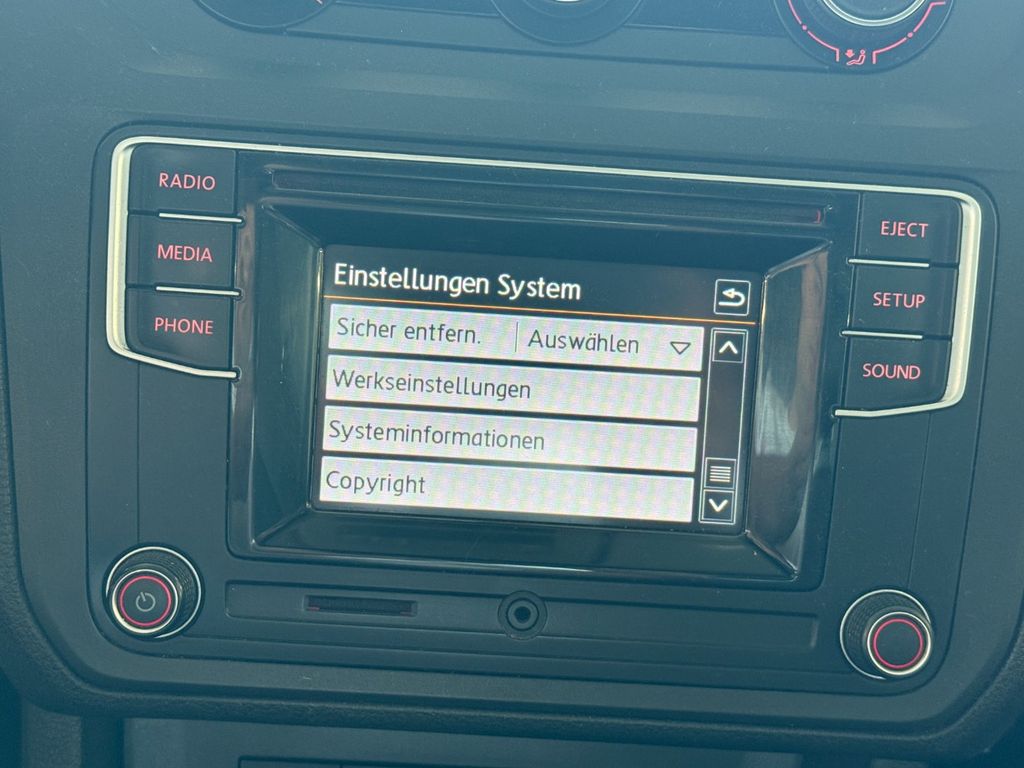 RADIO
MEDIA
PHONE
Einstellungen System
Sicher entfern. Auswählen
Werkseinstellungen
Systeminformationen
Copyright
EJECT
SETUP
SOUND